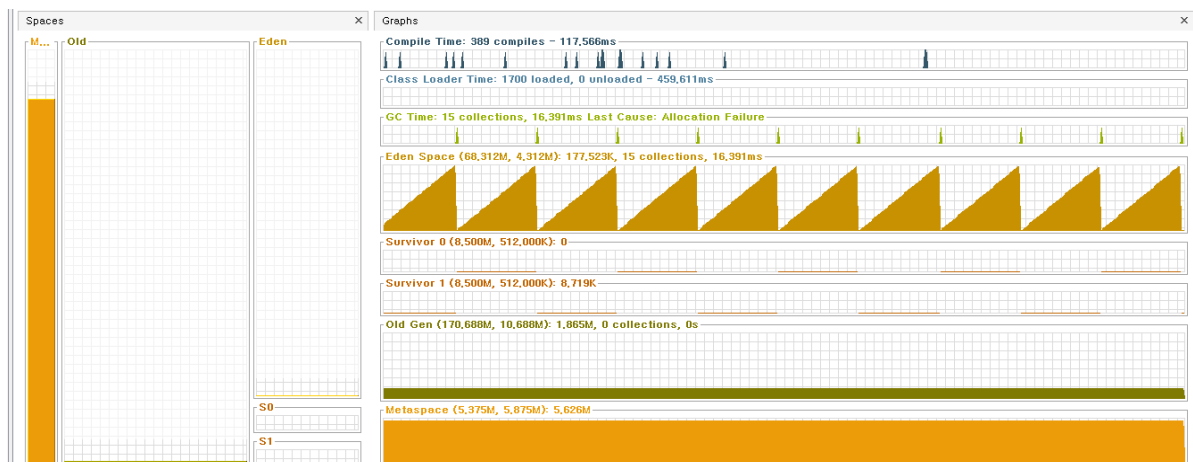 Spaces
Graphs
M...
Old
Eden
S0
S1
Compile Time: 389 compiles - 117,566ms
Class Loader Time: 1700 loaded, 0 unloaded - 459,611ms
GC Time: 15 collections, 16,391ms Last Cause: Allocation Failure
Eden Space (68,312M, 4,312M): 177,523K, 15 collections, 16,391ms
Survivor 0 (8,500M, 512,000K): 0
Survivor 1 (8,500M, 512,000K): 8,719K
Old Gen (170,688M, 10,688M): 1,865M, 0 collections, 0s
Metaspace (5,375M, 5,875M): 5,626M